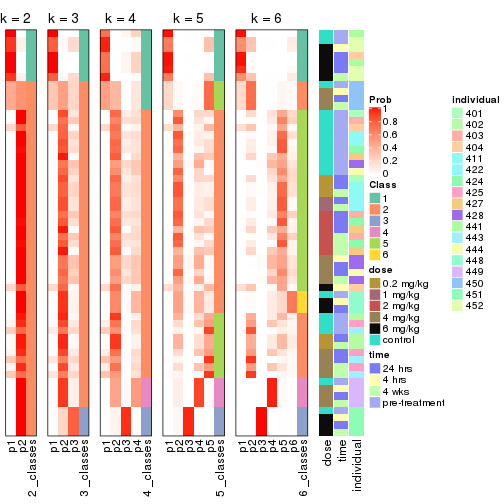 k = 2
k = 3
k = 4
k = 5
k = 6
p1
p2
2_classes
p1
p2
p3
3_classes
p1
p2
p3
p4
4_classes
p1
p2
p3
p4
p5
5_classes
p1
p2
p3
p4
p5
p6
6_classes
dose
time
individual
Prob
1
0.8
0.6
0.4
0.2
0
Class
1
2
3
4
5
6
dose
0.2 mg/kg
1 mg/kg
2 mg/kg
4 mg/kg
6 mg/kg
control
time
24 hrs
4 hrs
4 wks
pre-treatment
Individual
401
402
403
404
411
422
424
425
427
428
441
443
444
448
449
450
451
452